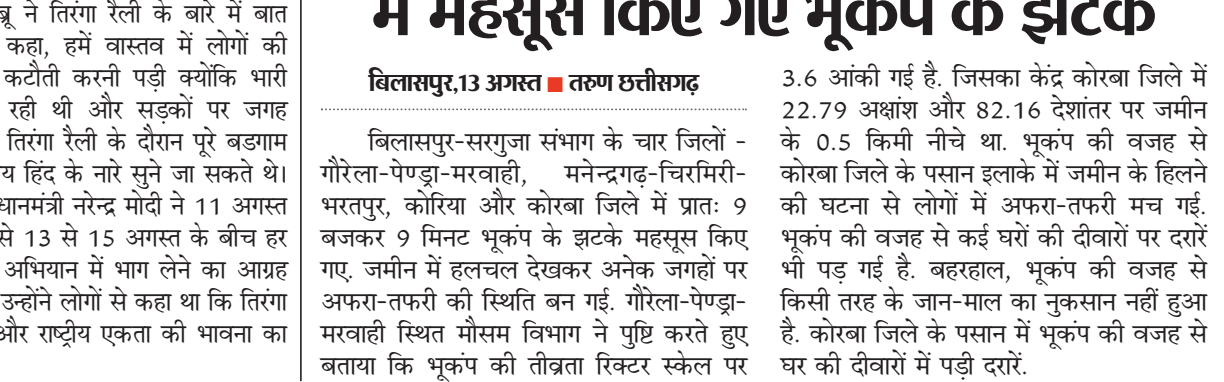 ब्रू ने तिरंगा रैली के बारे में बात
कहा, हमें वास्तव में लोगों की
कटौती करनी पड़ी क्योंकि भारी
रही थी और सड़कों पर जगह
तिरंगा रैली के दौरान पूरे बडगाम
य हिंद के नारे सुने जा सकते थे।
धानमंत्री नरेन्द्र मोदी ने 11 अगस्त
से 13 से 15 अगस्त के बीच हर
अभियान में भाग लेने का आग्रह
उन्होंने लोगों से कहा था कि तिरंगा
और राष्ट्रीय एकता की भावना का
में महसूस किए गए भूकंप के झटके
बिलासपुर,13 अगस्त ■ तरुण छत्तीसगढ़
बिलासपुर-सरगुजा संभाग के चार जिलों -
गौरेला-पेण्ड्रा-मरवाही, मनेन्द्रगढ़-चिरमिरी-
भरतपुर, कोरिया और कोरबा जिले में प्रातः 9
बजकर 9 मिनट भूकंप के झटके महसूस किए
गए. जमीन में हलचल देखकर अनेक जगहों पर
अफरा-तफरी की स्थिति बन गई. गौरेला-पेण्ड्रा-
मरवाही स्थित मौसम विभाग ने पुष्टि करते हुए
बताया कि भूकंप की तीव्रता रिक्टर स्केल पर
3.6 आंकी गई है. जिसका केंद्र कोरबा जिले में
22.79 अक्षांश और 82.16 देशांतर पर जमीन
के 0.5 किमी नीचे था. भूकंप की वजह से
कोरबा जिले के पसान इलाके में जमीन के हिलने
की घटना से लोगों में अफरा-तफरी मच गई.
भूकंप की वजह से कई घरों की दीवारों पर दरारें
भी पड़ गई है. बहरहाल, भूकंप की वजह से
किसी तरह के जान-माल का नुकसान नहीं हुआ
है. कोरबा जिले के पसान में भूकंप की वजह से
घर की दीवारों में पड़ी दरारें.